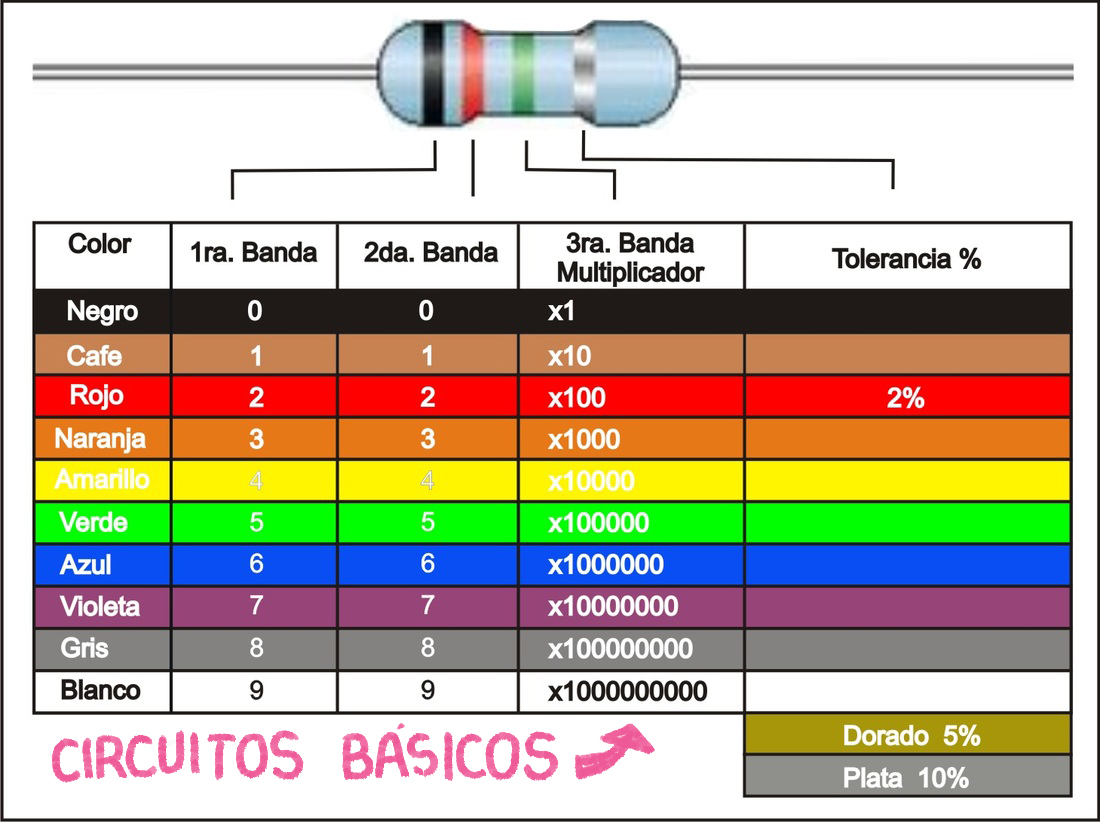 Color 1ra. Banda 2da. Banda 3ra. Banda Multiplicador Tolerancia %
Negro 0 0 x1
Cafe 1 1 x10
Rojo 2 2 x100 2%
Naranja 3 3 x1000
Amarillo 4 4 x10000
Verde 5 5 x100000
Azul 6 6 x1000000
Violeta 7 7 x10000000
Gris 8 8 x100000000
Blanco 9 9 x1000000000
Dorado 5%
Plata 10%
CIRCUITOS BÁSICOS